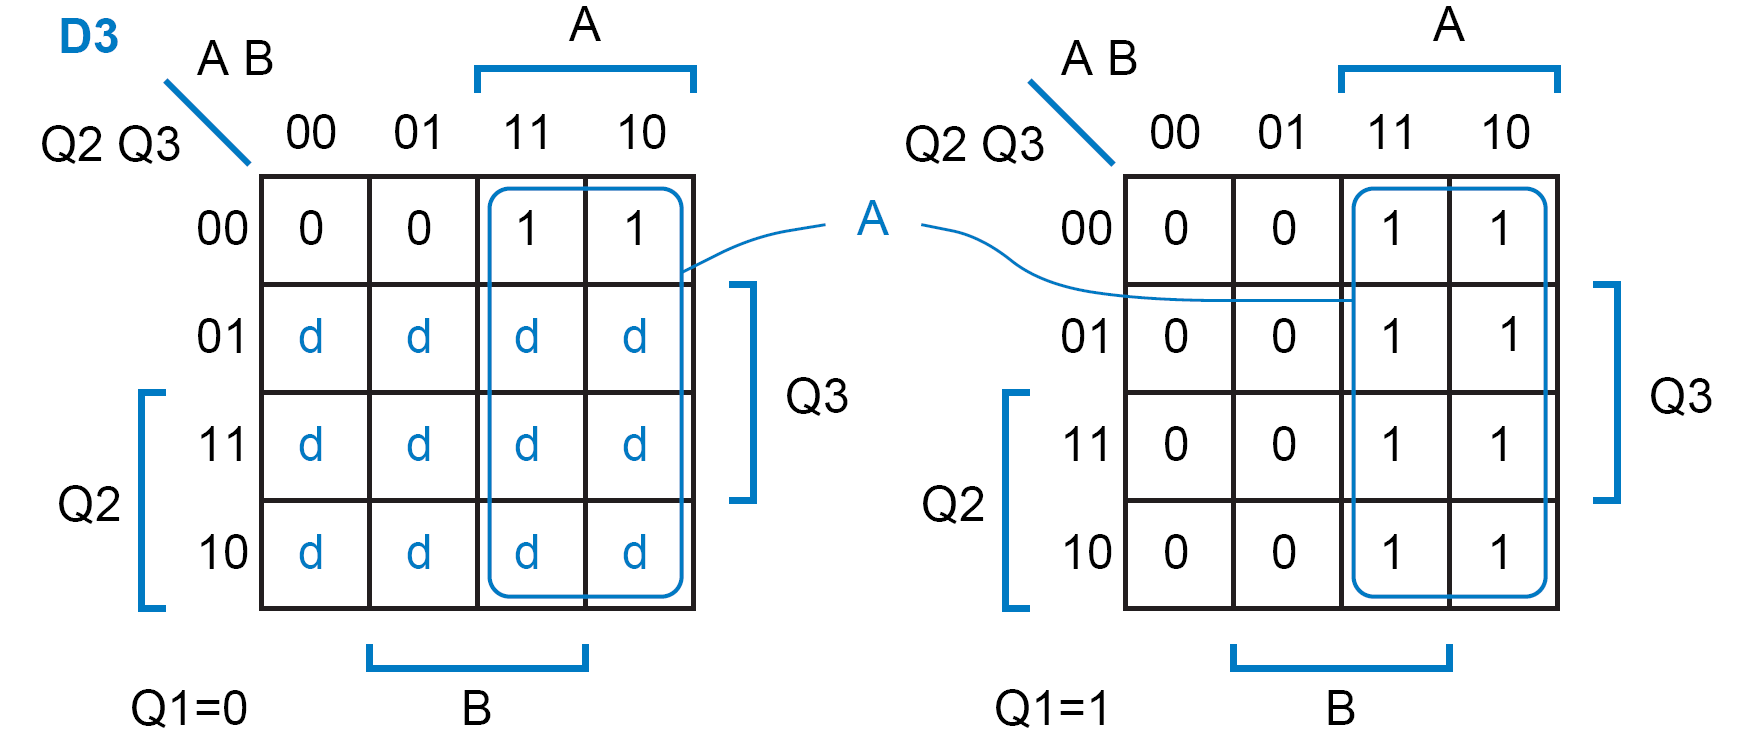 D3
A
A
A B
A B
Q2 Q3 00 01 11 10
Q2 Q3 00 01 11 10
00 0 0 1 1
A
00 0 0 1 1
01 d d d d
01 0 0 1 1
Q3
Q3
11 d d d d
11 0 0 1 1
Q2
Q2
10 d d d d
10 0 0 1 1
Q1=0 B
Q1=1 B